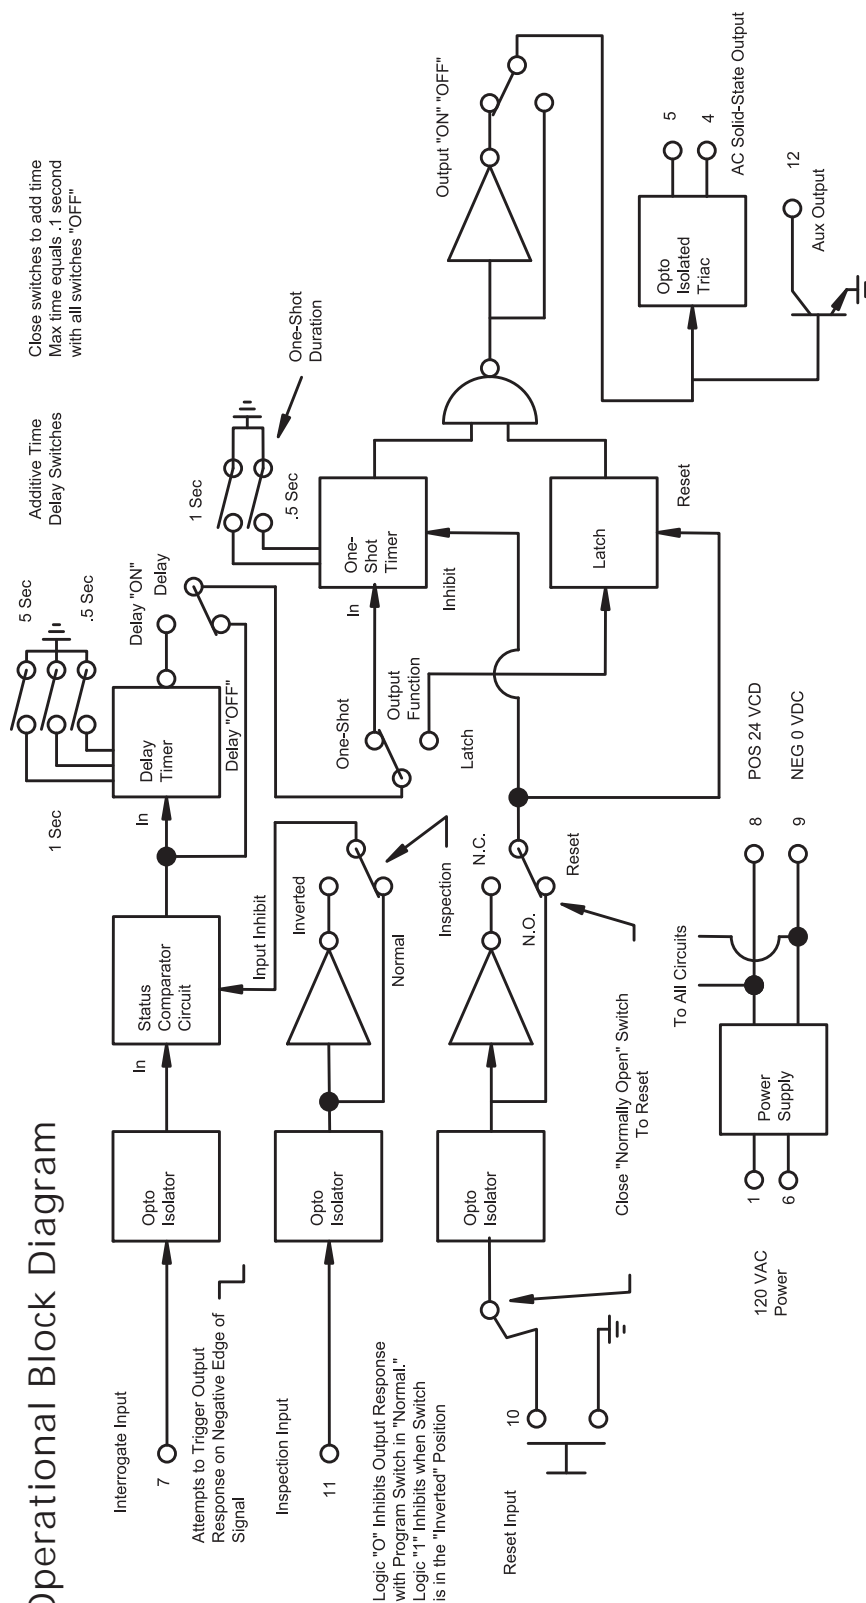 Operational Block Diagram
Interrogate Input
7
Attempts to Trigger Output
Response on Negative Edge of
Signal
Opto
Isolator
In
Status
Comparator
Circuit
In
Delay
Timer
1 Sec
5 Sec
.5 Sec
Additive Time
Delay Switches
Close switches to add time
Max time equals .1 second
with all switches "OFF"
Delay "ON"
Delay
Delay "OFF"
Inspection Input
11
Logic "O" Inhibits Output Response
with Program Switch in "Normal."
Logic "1" Inhibits when Switch
is in the "Inverted" Position
Opto
Isolator
Input Inhibit
Inverted
Normal
Inspection
One-Shot
Output
Function
Latch
In
One-
Shot
Timer
Inhibit
1 Sec
.5 Sec
One-Shot
Duration
Reset Input
10
Opto
Isolator
N.C.
N.O.
Reset
Close "Normally Open" Switch
To Reset
Latch
Reset
Output "ON" "OFF"
Opto
Isolated
Triac
5
4
AC Solid-State Output
12
Aux Output
120 VAC
Power
1
6
Power
Supply
To All Circuits
8
POS 24 VCD
9
NEG 0 VDC